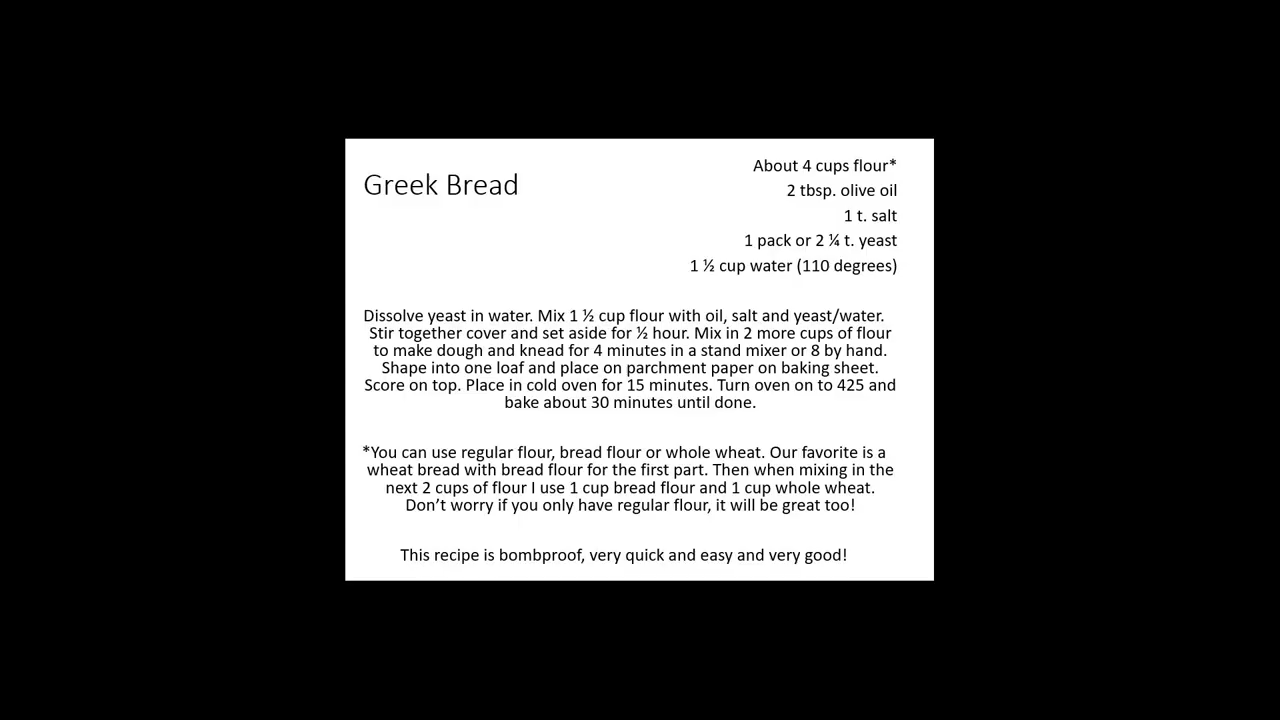 Greek Bread
About 4 cups flour*
2 tbsp. olive oil
1 t. salt
1 pack or 2 ¼ t. yeast
1 ½ cup water (110 degrees)
Dissolve yeast in water. Mix 1 ½ cup flour with oil, salt and yeast/water.
Stir together cover and set aside for ½ hour. Mix in 2 more cups of flour
to make dough and knead for 4 minutes in a stand mixer or 8 by hand.
Shape into one loaf and place on parchment paper on baking sheet.
Score on top. Place in cold oven for 15 minutes. Turn oven on to 425 and
bake about 30 minutes until done.
*You can use regular flour, bread flour or whole wheat. Our favorite is a
wheat bread with bread flour for the first part. Then when mixing in the
next 2 cups of flour I use 1 cup bread flour and 1 cup whole wheat.
Don’t worry if you only have regular flour, it will be great too!
This recipe is bombproof, very quick and easy and very good!